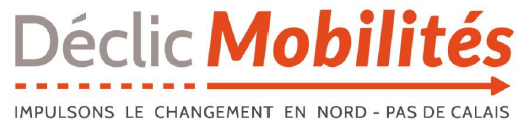 Déclic Mobilités
IMPULSONS LE CHANGEMENT EN NORD - PAS DE CALAIS